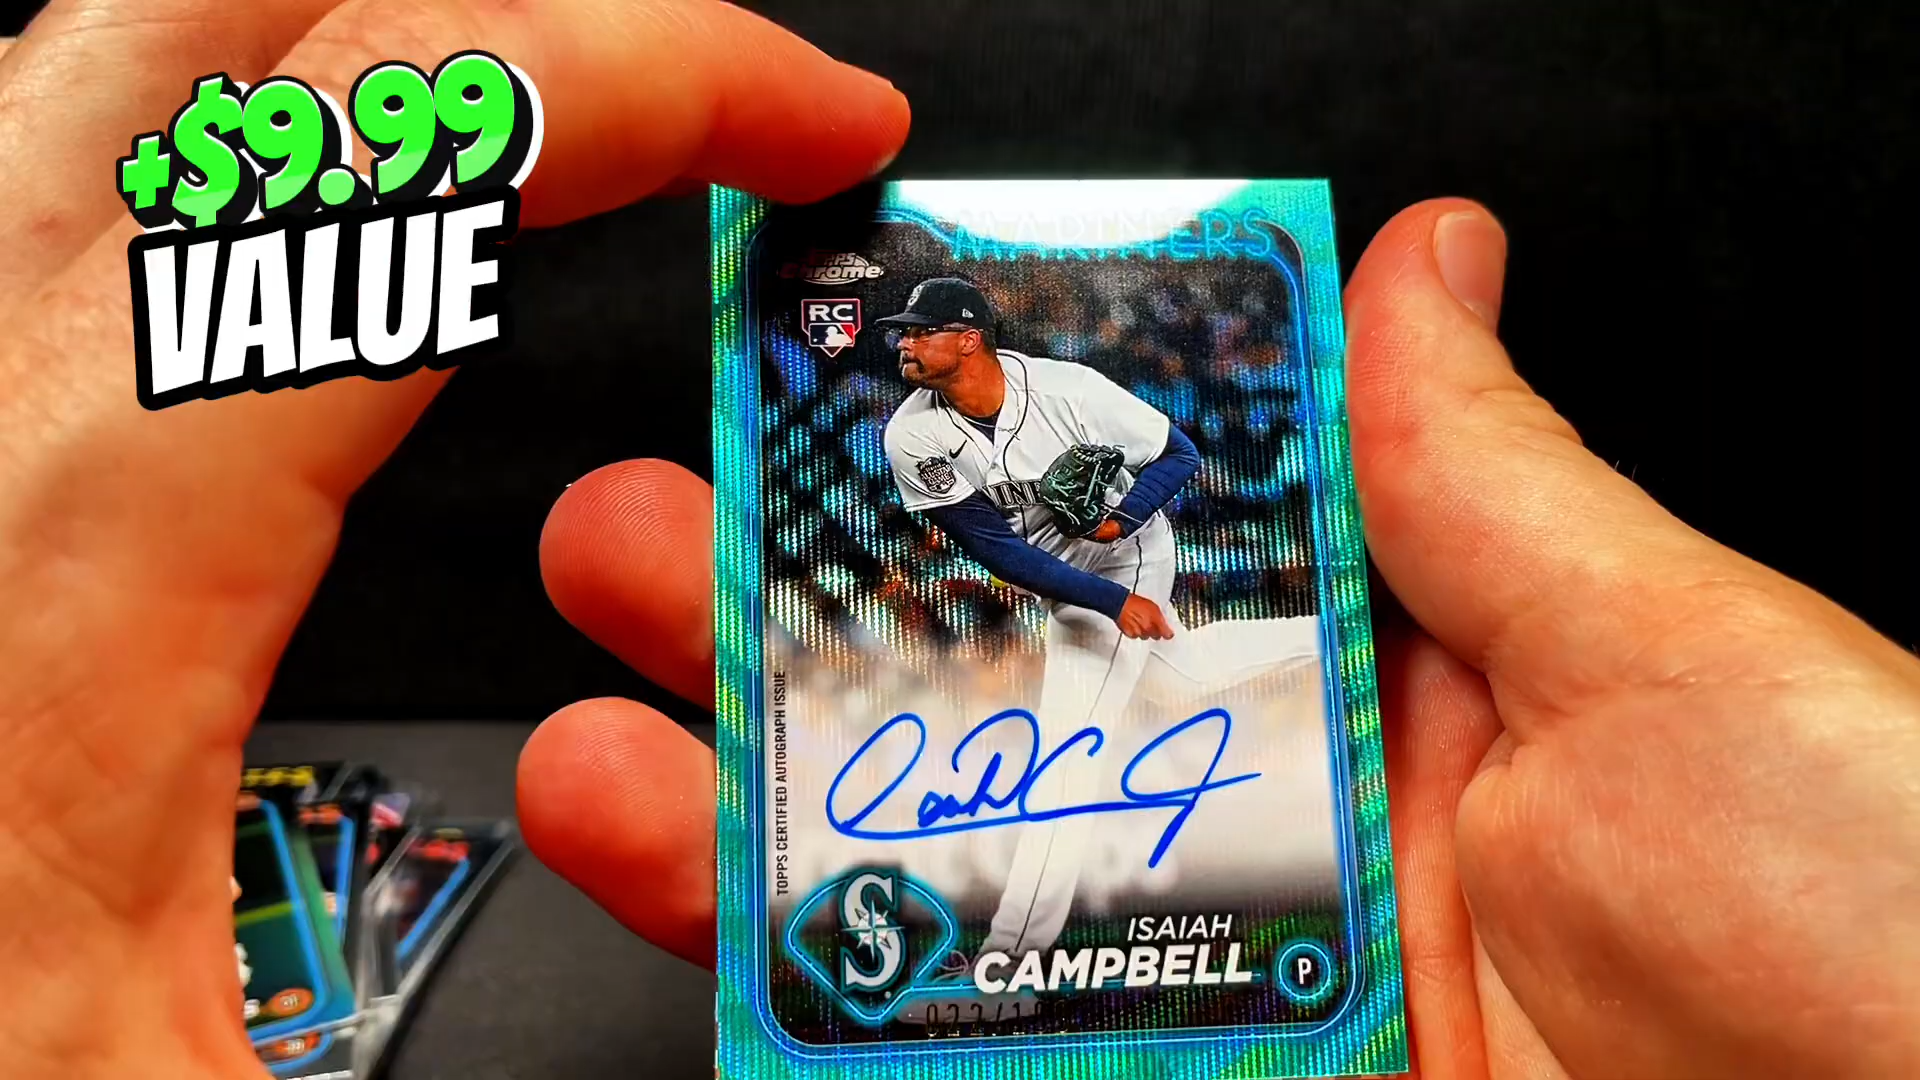 +$9.99
VALUE
MARINERS
Topps
Chrome
RC
TOPPS CERTIFIED AUTOGRAPH ISSUE
S
ISAIAH
CAMPBELL
P